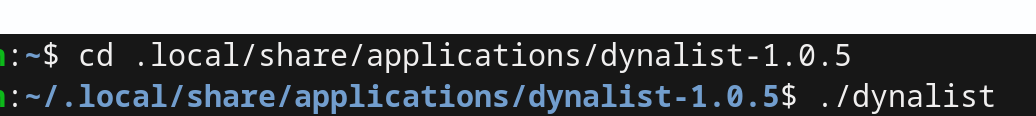 :~$ cd .local/share/applications/dynalist-1.0.5
:~/.local/share/applications/dynalist-1.0.5$ ./dynalist